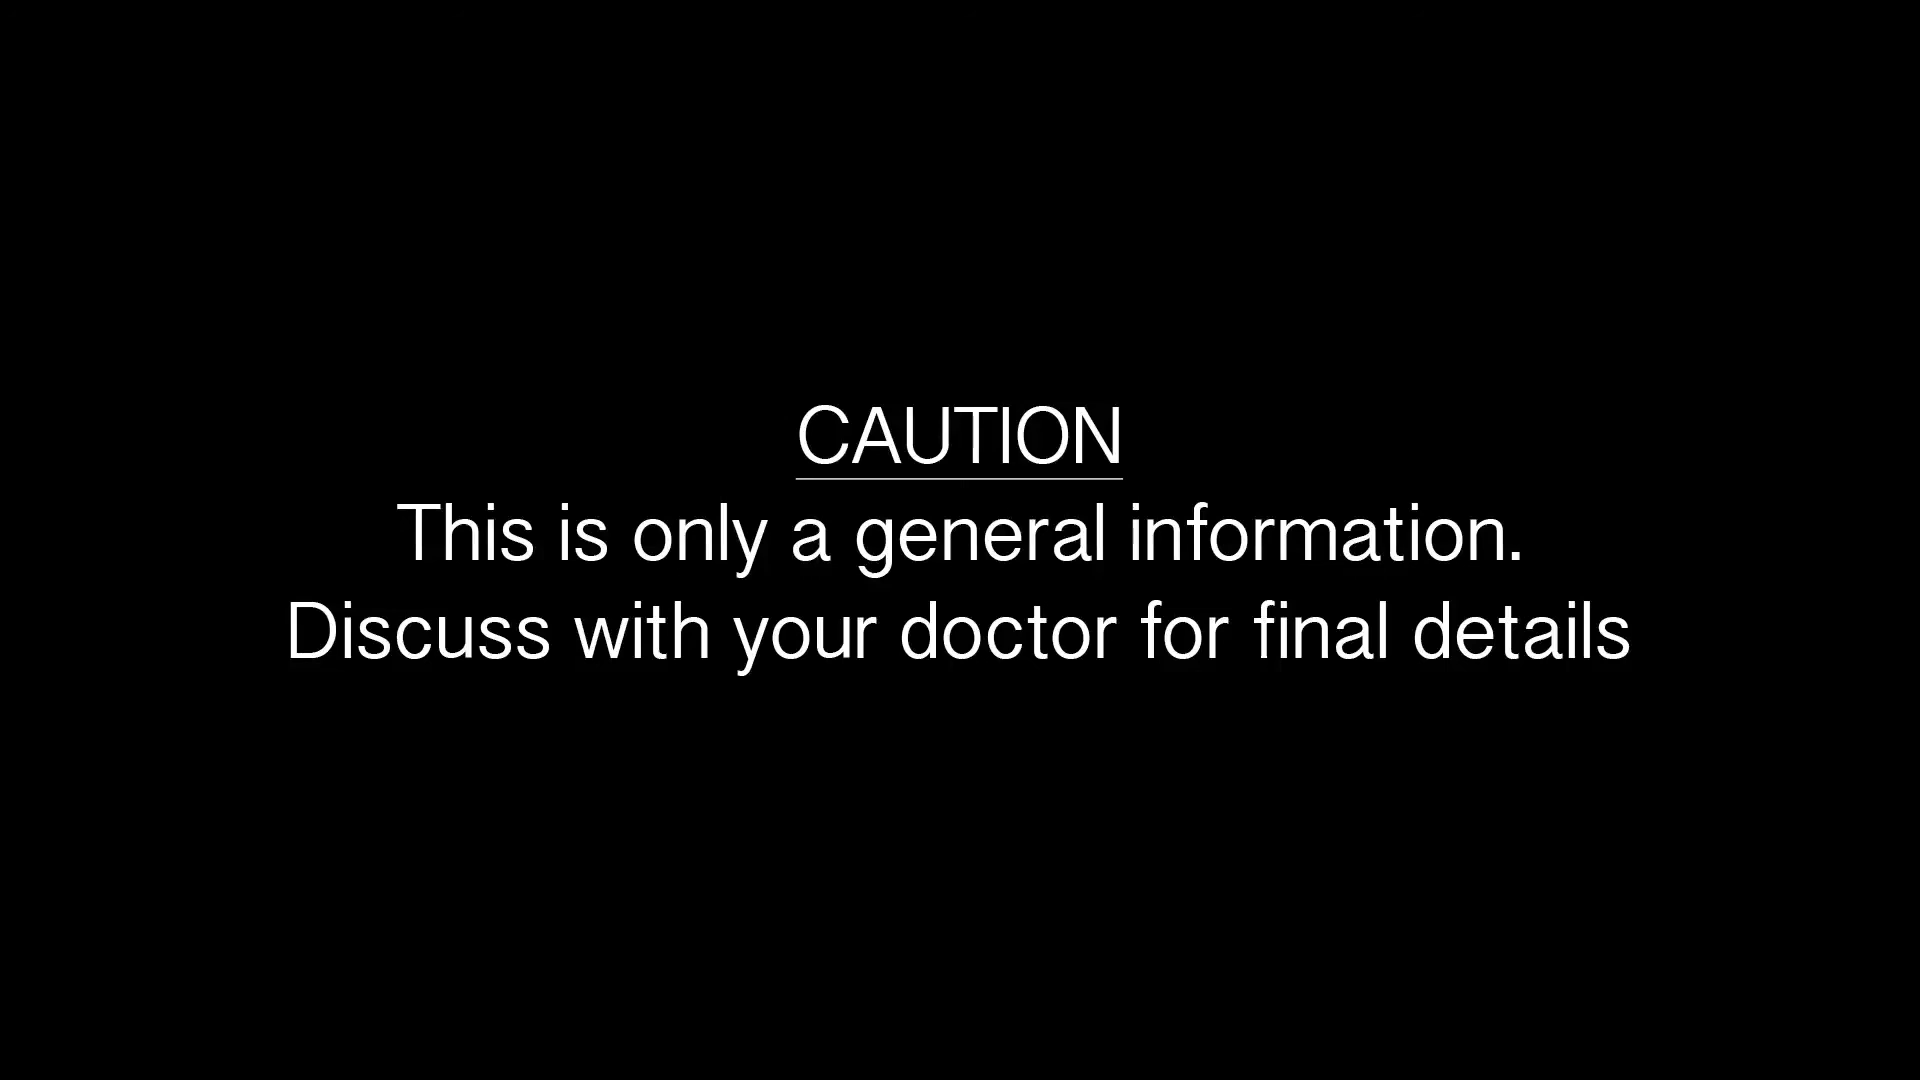 CAUTION
This is only a general information.
Discuss with your doctor for final details